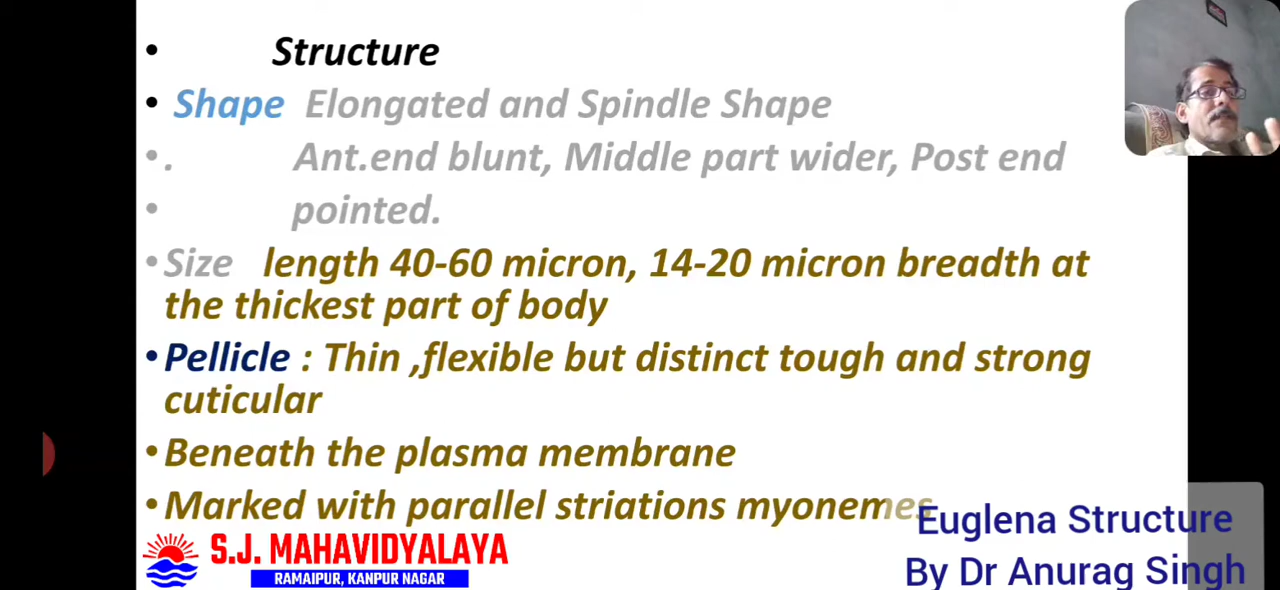 • Structure
• Shape Elongated and Spindle Shape
• . Ant.end blunt, Middle part wider, Post end
• pointed.
• Size length 40-60 micron, 14-20 micron breadth at
the thickest part of body
• Pellicle : Thin ,flexible but distinct tough and strong
cuticular
• Beneath the plasma membrane
• Marked with parallel striations myonemes
Euglena Structure
By Dr Anurag Singh
S.J. MAHAVIDYALAYA
RAMAIPUR, KANPUR NAGAR